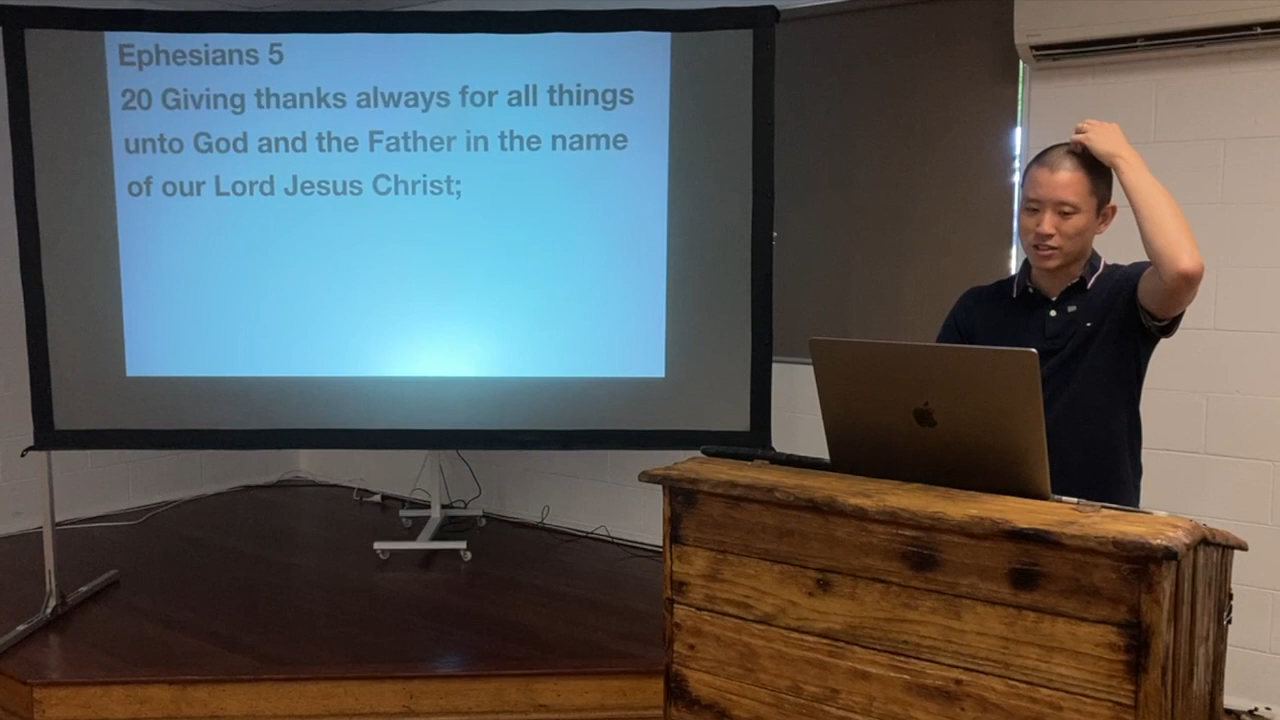 Ephesians 5
20 Giving thanks always for all things
unto God and the Father in the name
of our Lord Jesus Christ;